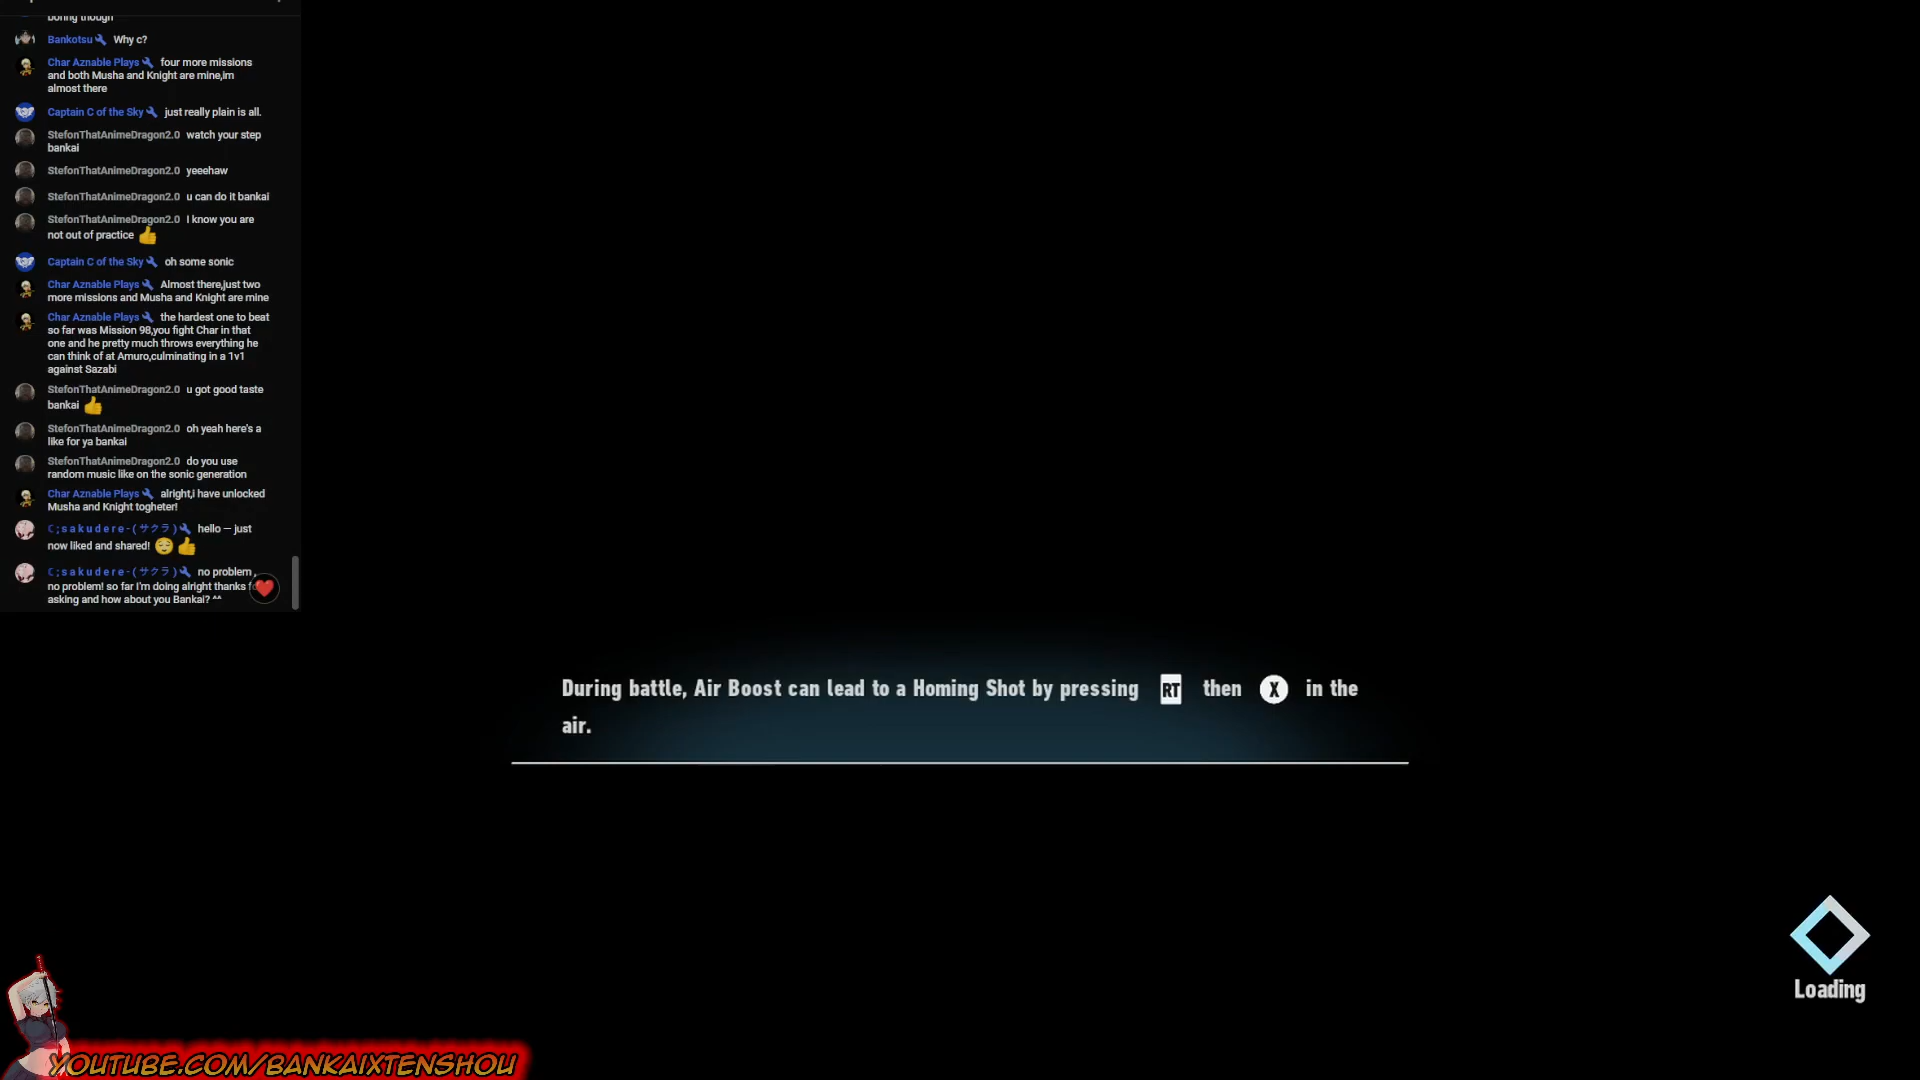 boring though
Bankotsu Why c?
Char Aznable Plays four more missions
and both Musha and Knight are mine,im
almost there
Captain C of the Sky just really plain is all.
StefonThatAnimeDragon2.0 watch your step
bankai
StefonThatAnimeDragon2.0 yeeehaw
StefonThatAnimeDragon2.0 u can do it bankai
StefonThatAnimeDragon2.0 I know you are
not out of practice
Captain C of the Sky oh some sonic
Char Aznable Plays Almost there,just two
more missions and Musha and Knight are mine
Char Aznable Plays the hardest one to beat
so far was Mission 98,you fight Char in that
one and he pretty much throws everything he
can think of at Amuro,culminating in a 1v1
against Sazabi
StefonThatAnimeDragon2.0 u got good taste
bankai
StefonThatAnimeDragon2.0 oh yeah here's a
like for ya bankai
StefonThatAnimeDragon2.0 do you use
random music like on the sonic generation
Char Aznable Plays alright,i have unlocked
Musha and Knight togheter!
ℂ;sakudere-(サクラ) hello — just
now liked and shared!
ℂ;sakudere-(サクラ) no problem,
no problem! so far I'm doing alright thanks
asking and how about you Bankai? ^^
During battle, Air Boost can lead to a Homing Shot by pressing RT then X in the
air.
Loading
YOUTUBE.COM/BANKAIXTENSHOU